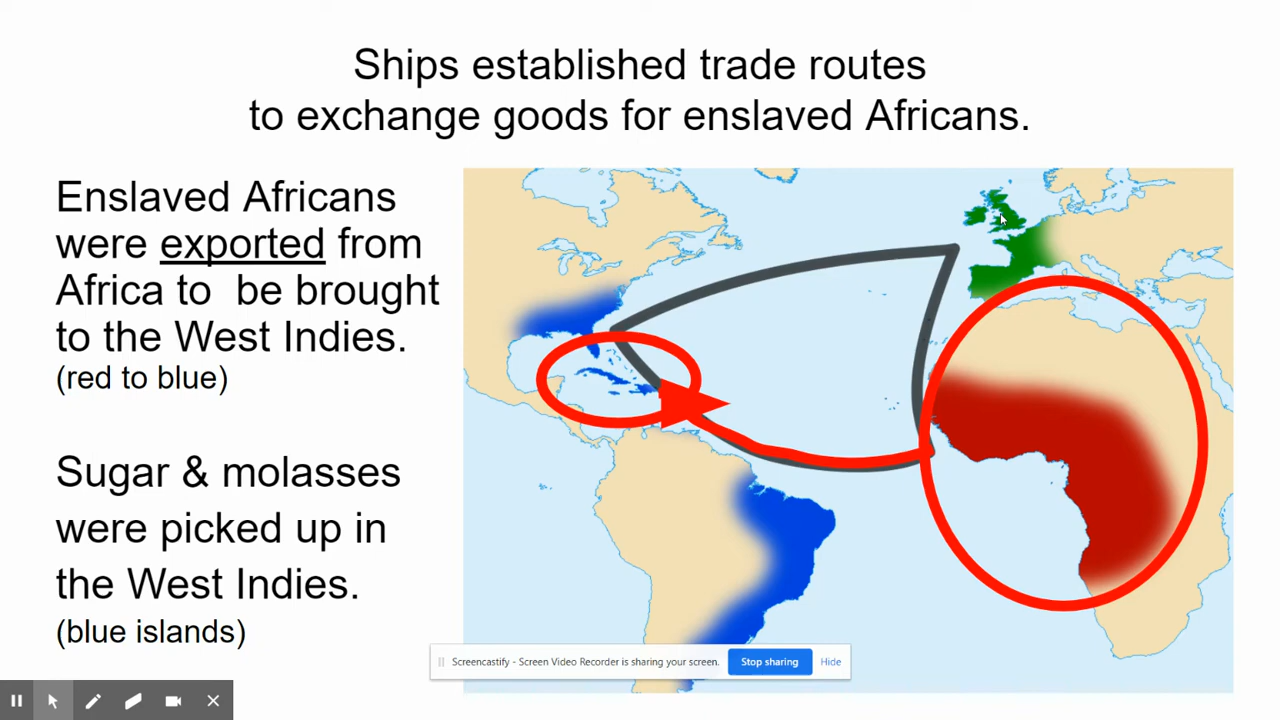 Ships established trade routes
to exchange goods for enslaved Africans.
Enslaved Africans
were exported from
Africa to be brought
to the West Indies.
(red to blue)
Sugar & molasses
were picked up in
the West Indies.
(blue islands)
Screencastify - Screen Video Recorder is sharing your screen.
Stop sharing
Hide